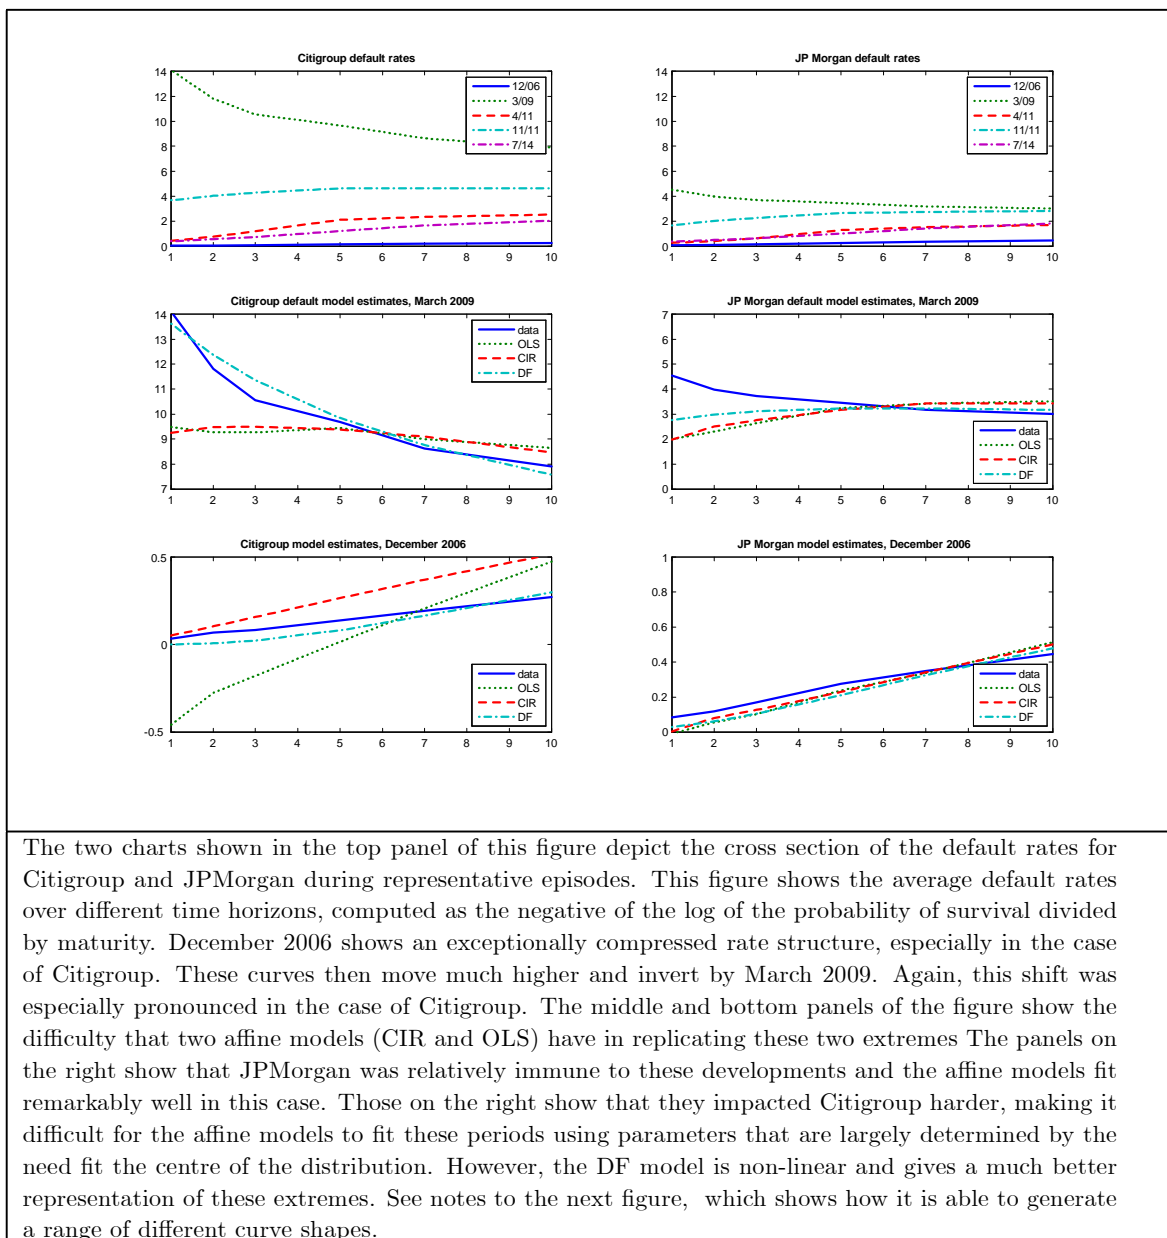 Citigroup default rates
14
12
10
8
6
4
2
0
1 2 3 4 5 6 7 8 9 10
12/06
3/09
4/11
11/11
7/14
JP Morgan default rates
14
12
10
8
6
4
2
0
1 2 3 4 5 6 7 8 9 10
12/06
3/09
4/11
11/11
7/14
Citigroup default model estimates, March 2009
14
13
12
11
10
9
8
7
1 2 3 4 5 6 7 8 9 10
data
OLS
CIR
DF
JP Morgan default model estimates, March 2009
7
6
5
4
3
2
1
0
1 2 3 4 5 6 7 8 9 10
data
OLS
CIR
DF
Citigroup model estimates, December 2006
0.5
0
-0.5
1 2 3 4 5 6 7 8 9 10
data
OLS
CIR
DF
JP Morgan model estimates, December 2006
1
0.8
0.6
0.4
0.2
0
1 2 3 4 5 6 7 8 9 10
data
OLS
CIR
DF
The two charts shown in the top panel of this figure depict the cross section of the default rates for
Citigroup and JPMorgan during representative episodes. This figure shows the average default rates
over different time horizons, computed as the negative of the log of the probability of survival divided
by maturity. December 2006 shows an exceptionally compressed rate structure, especially in the case
of Citigroup. These curves then move much higher and invert by March 2009. Again, this shift was
especially pronounced in the case of Citigroup. The middle and bottom panels of the figure show the
difficulty that two affine models (CIR and OLS) have in replicating these two extremes The panels on
the right show that JPMorgan was relatively immune to these developments and the affine models fit
remarkably well in this case. Those on the right show that they impacted Citigroup harder, making it
difficult for the affine models to fit these periods using parameters that are largely determined by the
need fit the centre of the distribution. However, the DF model is non-linear and gives a much better
representation of these extremes. See notes to the next figure, which shows how it is able to generate
a range of different curve shapes.